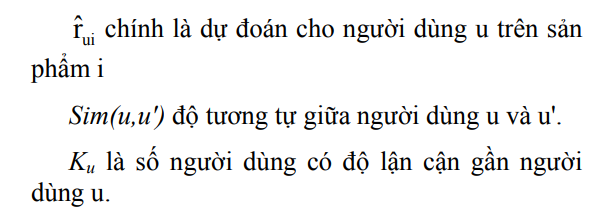 r̂ui chính là dự đoán cho người dùng u trên sản
phẩm i
Sim(u,u') độ tương tự giữa người dùng u và u'.
Ku là số người dùng có độ lận cận gần người
dùng u.